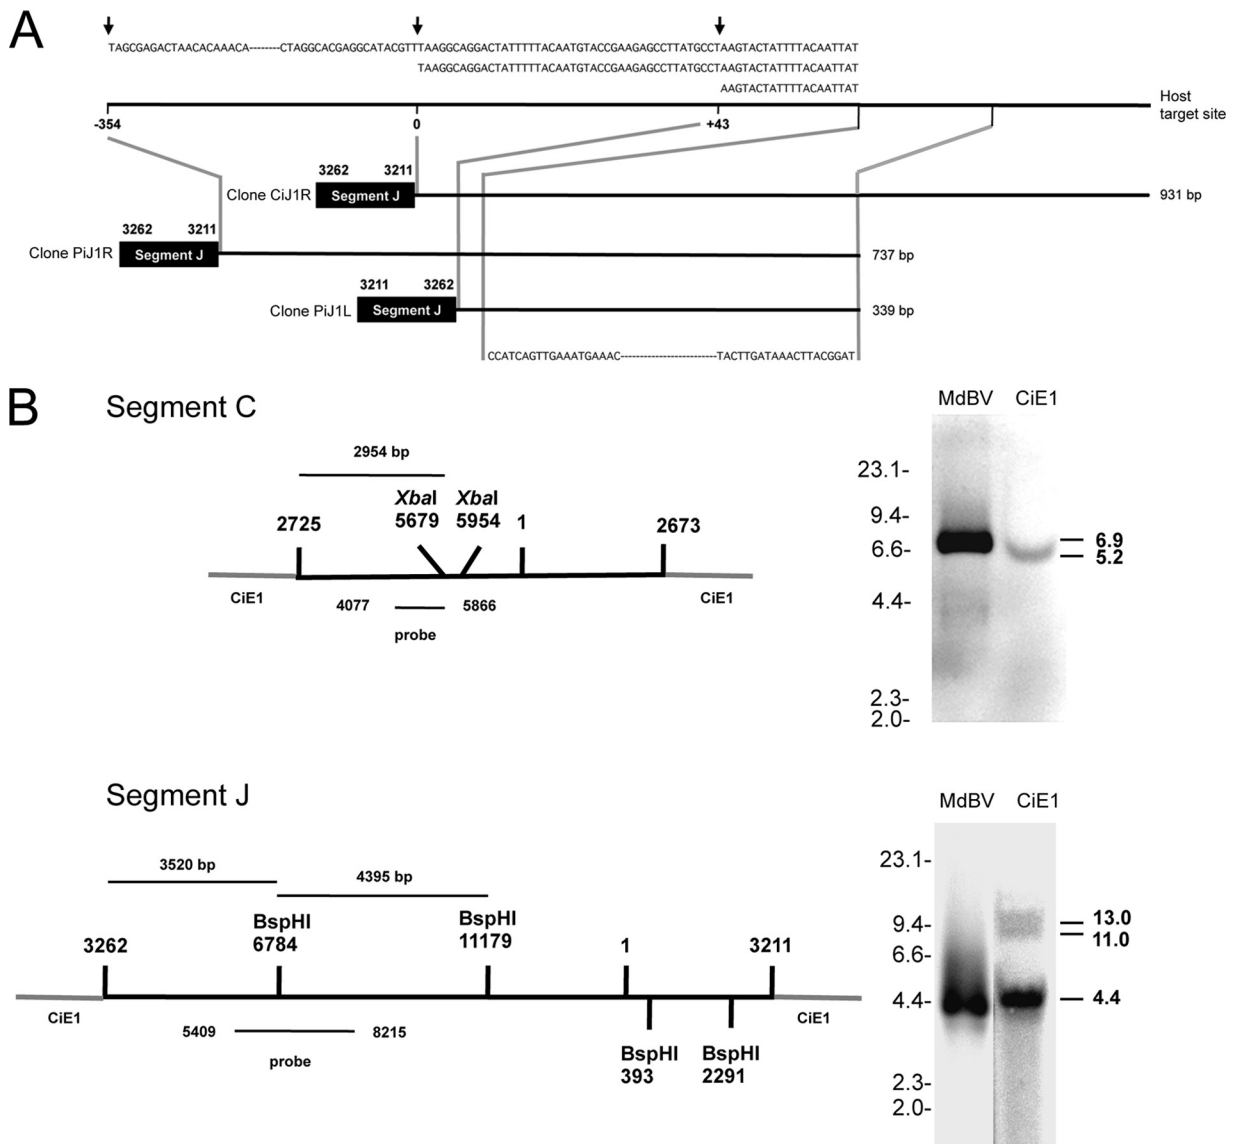 A
TAGCGAGACTAACACAAACA-------CTAGGCACGAGGCATACGTTTAAGGCAGGACTATTTTTACAATGTACCGAAGAGCCTTATGCCTAAGTACTATTTTACAATTAT
TAAGGCAGGACTATTTTTACAATGTACCGAAGAGCCTTATGCCTAAGTACTATTTTACAATTAT
AAGTACTATTTTACAATTAT
Host
target site
-354 0 +43
3262 3211
Clone CiJ1R Segment J 931 bp
3262 3211
Clone PiJ1R Segment J 737 bp
3211 3262
Clone PiJ1L Segment J 339 bp
CCATCAGTTGAAATGAAAC------------------------TACTTGATAAACTTACGGAT
B
Segment C
2954 bp
XbaI XbaI
2725 5679 5954 1 2673
CiE1 CiE1
4077 5866
probe
MdBV CiE1
23.1-
9.4-
6.6-
4.4-
2.3-
2.0-
6.9
5.2
Segment J
3520 bp
4395 bp
BspHI BspHI
3262 6784 11179 1 3211
CiE1 CiE1
5409 8215
probe
BspHI BspHI
393 2291
MdBV CiE1
23.1-
9.4-
6.6-
4.4-
2.3-
2.0-
13.0
11.0
4.4